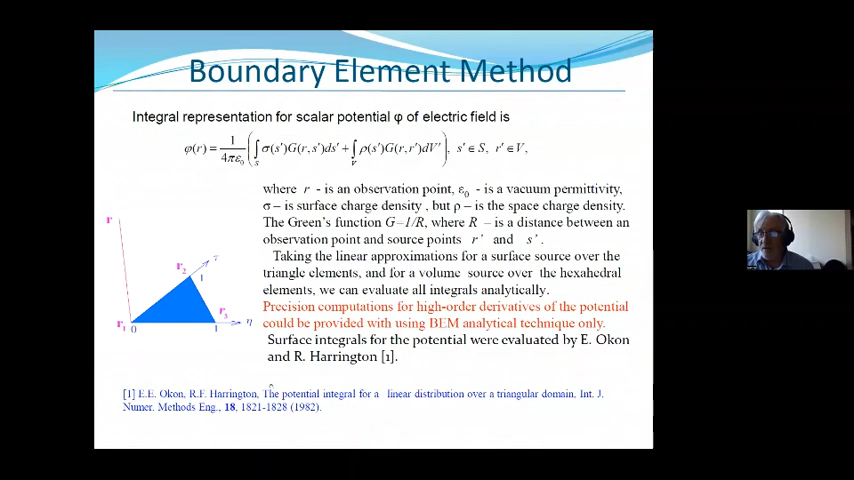 Boundary Element Method
Integral representation for scalar potential φ of electric field is
φ(r) = 1/4πε₀ ( ∫_S σ(s')G(r,s')ds' + ∫_V ρ(s')G(r,r')dV' ), s'∈S, r'∈V,
where r - is an observation point, ε₀ - is a vacuum permittivity,
σ – is surface charge density , but ρ – is the space charge density.
The Green's function G=1/R, where R – is a distance between an
observation point and source points r' and s'.
Taking the linear approximations for a surface source over the
triangle elements, and for a volume source over the hexahedral
elements, we can evaluate all integrals analytically.
Precision computations for high-order derivatives of the potential
could be provided with using BEM analytical technique only.
Surface integrals for the potential were evaluated by E. Okon
and R. Harrington [1].
r
r₂
τ
1
r₃
r₁
0
1
η
[1] E.E. Okon, R.F. Harrington, The potential integral for a linear distribution over a triangular domain, Int. J.
Numer. Methods Eng., 18, 1821-1828 (1982).